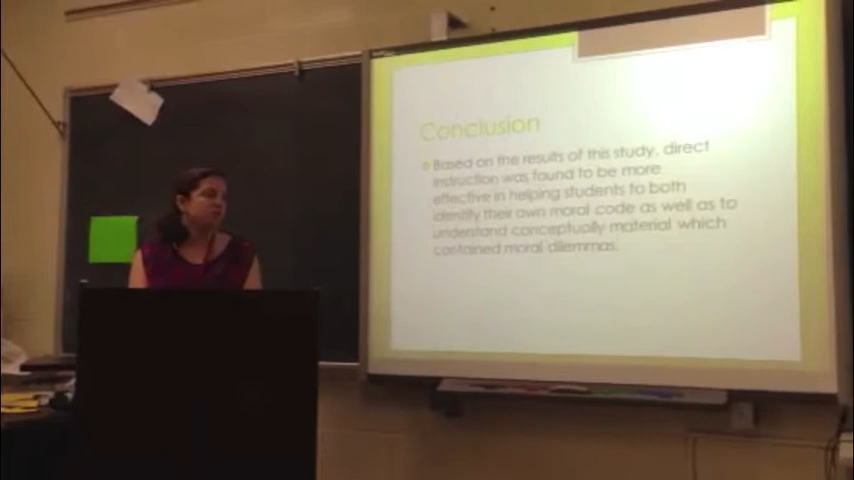 Conclusion
Based on the results of this study, direct
instruction was found to be more
effective in helping students to both
identify their own moral code as well as to
understand conceptually material which
contained moral dilemmas.